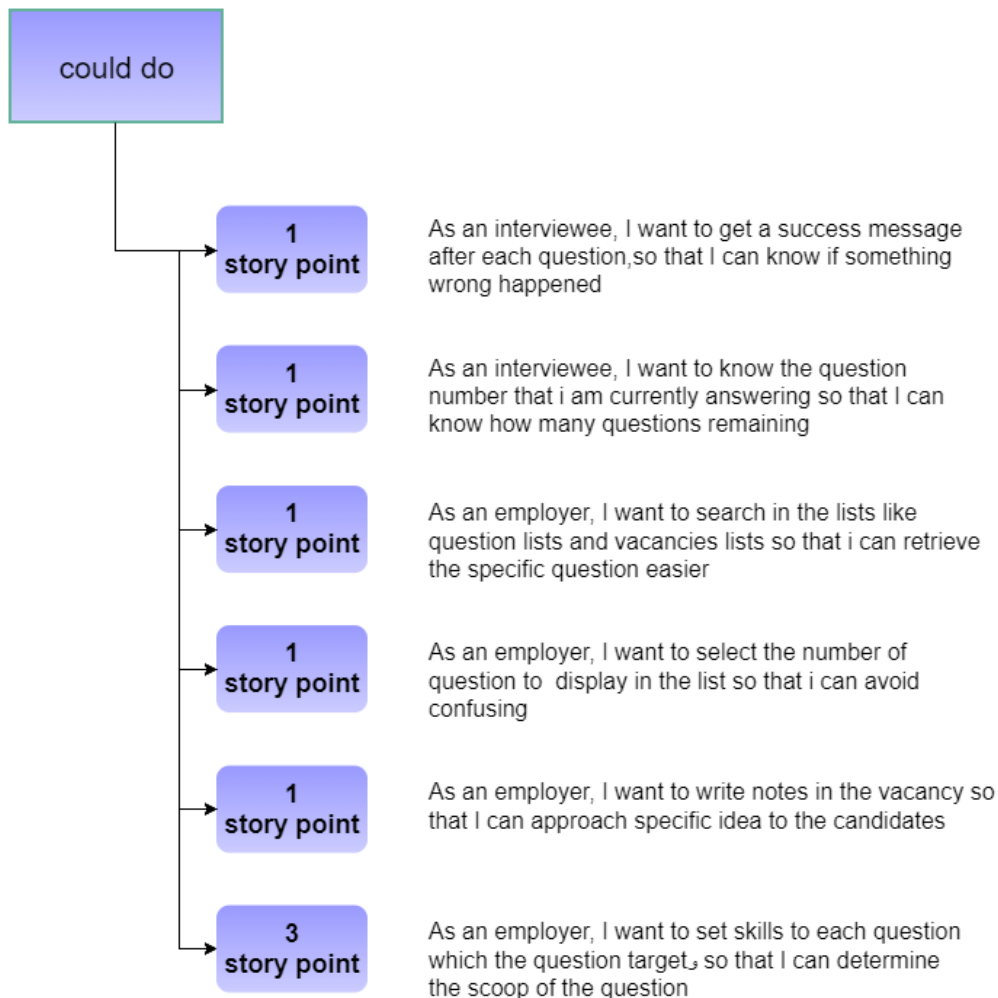 could do
1
story point
As an interviewee, I want to get a success message
after each question,so that I can know if something
wrong happened
1
story point
As an interviewee, I want to know the question
number that i am currently answering so that I can
know how many questions remaining
1
story point
As an employer, I want to search in the lists like
question lists and vacancies lists so that i can retrieve
the specific question easier
1
story point
As an employer, I want to select the number of
question to  display in the list so that i can avoid
confusing
1
story point
As an employer, I want to write notes in the vacancy so
that I can approach specific idea to the candidates
3
story point
As an employer, I want to set skills to each question
which the question targetو so that I can determine
the scoop of the question